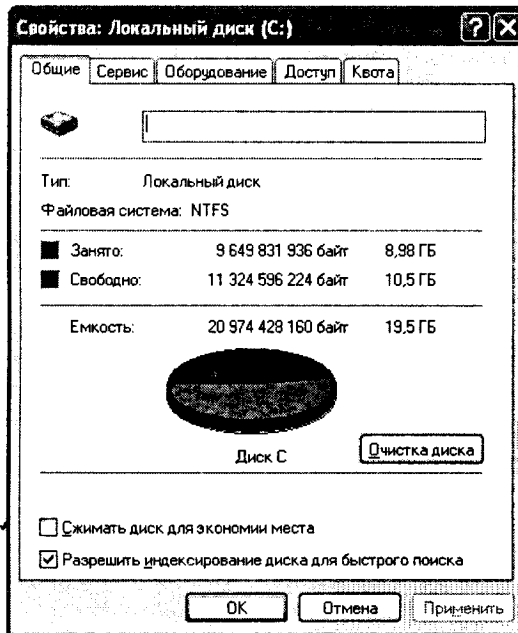 Свойства: Локальный диск (C:)
Общие Сервис Оборудование Доступ Квота
Тип: Локальный диск
Файловая система: NTFS
Занято: 9 649 831 936 байт 8,98 ГБ
Свободно: 11 324 596 224 байт 10,5 ГБ
Емкость: 20 974 428 160 байт 19,5 ГБ
Диск C
Очистка диска
Сжимать диск для экономии места
Разрешить индексирование диска для быстрого поиска
OK Отмена Применить